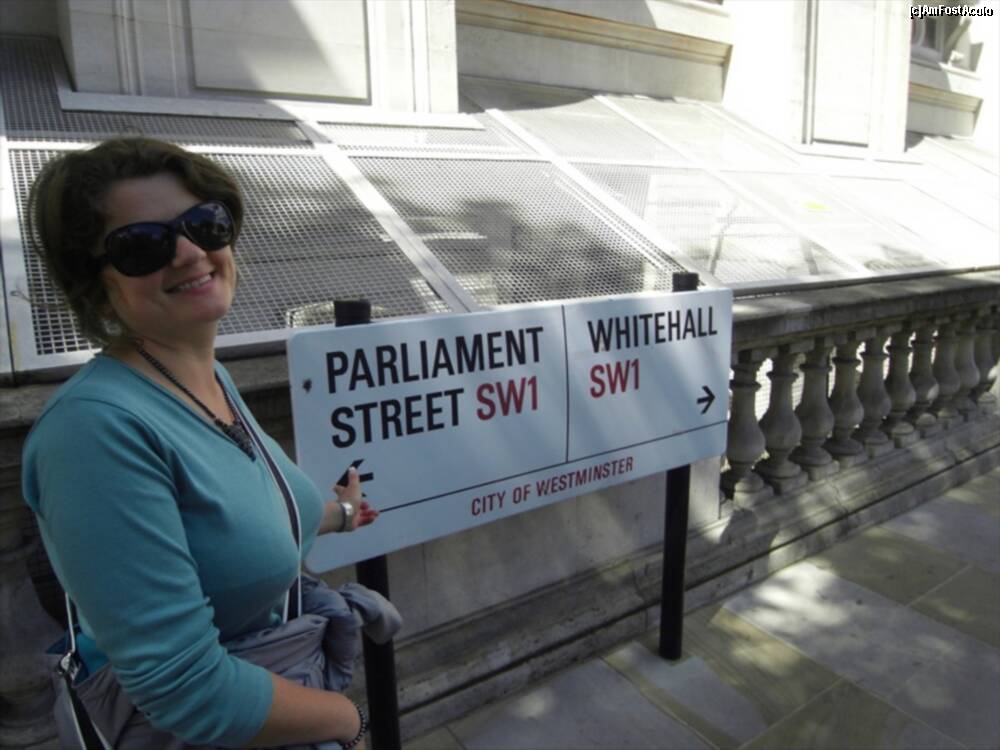 (c)AmFostAcolo
PARLIAMENT
STREET SW1
←
WHITEHALL
SW1
→
CITY OF WESTMINSTER